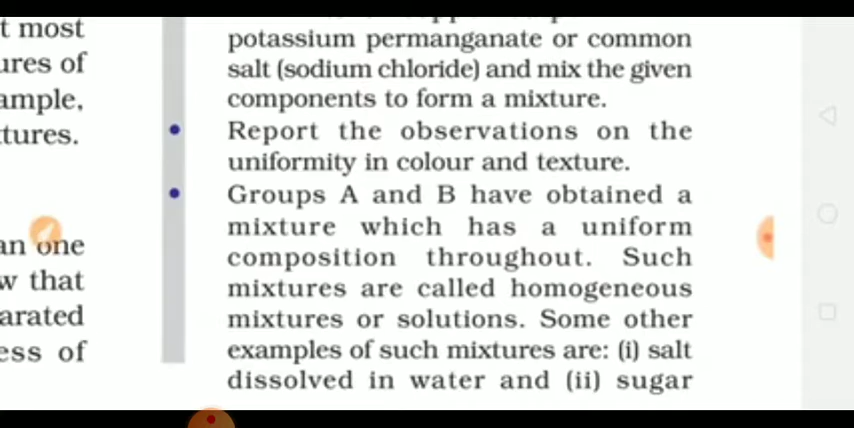 t most
ures of
ample,
tures.
an one
w that
arated
ess of
potassium permanganate or common
salt (sodium chloride) and mix the given
components to form a mixture.
• Report the observations on the
uniformity in colour and texture.
• Groups A and B have obtained a
mixture which has a uniform
composition throughout. Such
mixtures are called homogeneous
mixtures or solutions. Some other
examples of such mixtures are: (i) salt
dissolved in water and (ii) sugar